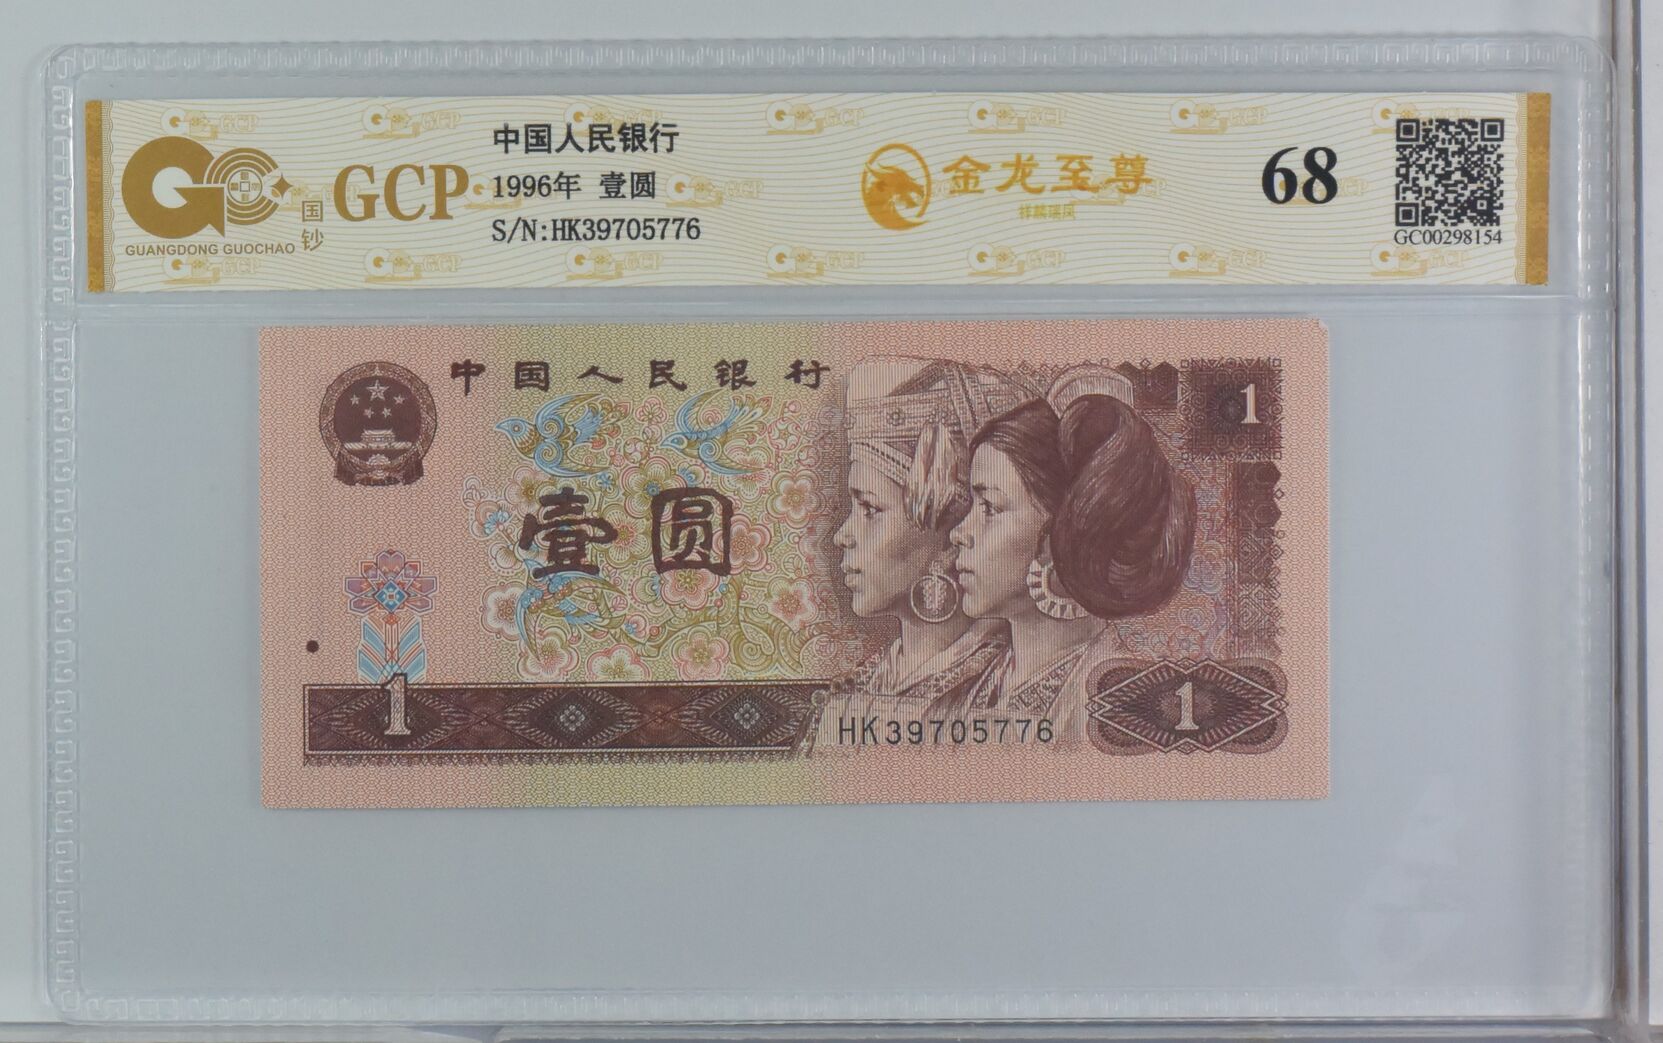 中国人民银行
1996年 壹圆
S/N:HK39705776
GCP
国钞
GUANGDONG GUOCHAO
金龙至尊
68
GC00298154
中国人民银行
1
壹圆
1
HK39705776
1